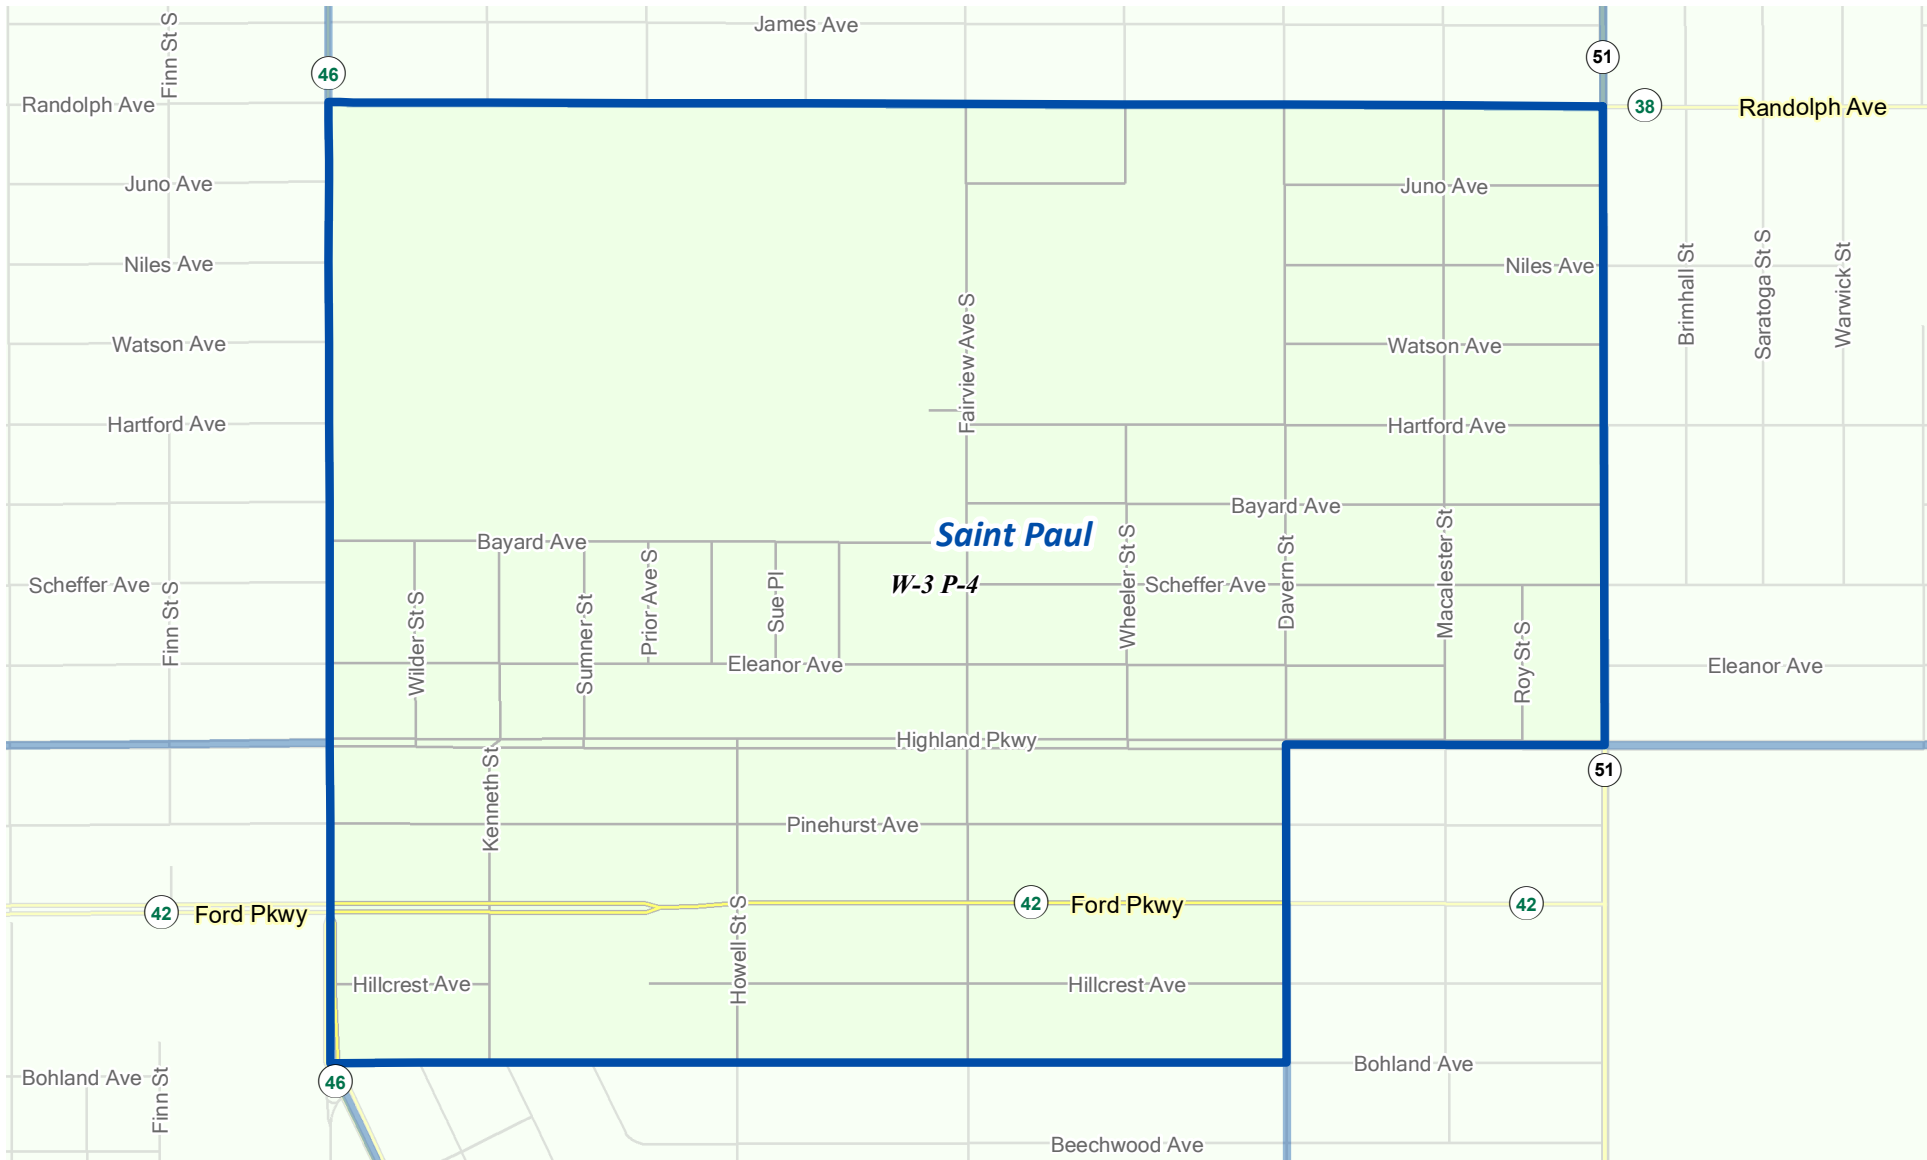 James Ave
Finn St S
46
51
Randolph Ave
38
Randolph Ave
Juno Ave
Juno Ave
Niles Ave
Niles Ave
Brimhall St
Saratoga St S
Warwick St
Fairview Ave S
Watson Ave
Watson Ave
Hartford Ave
Hartford Ave
Bayard Ave
Saint Paul
Bayard Ave
W-3 P-4
Scheffer Ave
Scheffer Ave
Finn St S
Wilder St S
Sumner St
Prior Ave S
Sue Pl
Wheeler St S
Davern St
Macalester St
Roy St S
Eleanor Ave
Eleanor Ave
Highland Pkwy
51
Kenneth St
Pinehurst Ave
42
Ford Pkwy
42
Ford Pkwy
42
Howell St S
Hillcrest Ave
Hillcrest Ave
Bohland Ave
46
Bohland Ave
Finn St
Beechwood Ave